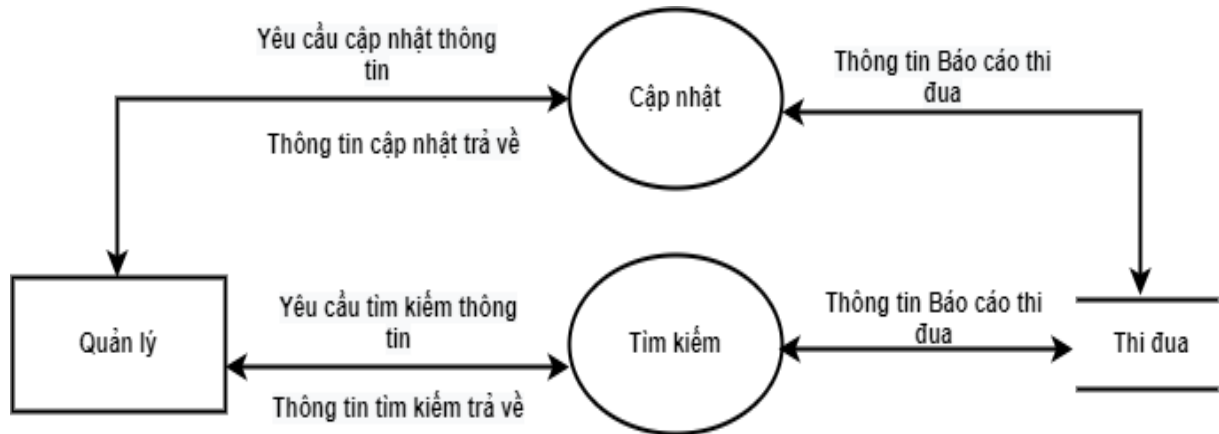 Yêu cầu cập nhật thông
tin
Thông tin Báo cáo thi
đua
Cập nhật
Thông tin cập nhật trả về
Yêu cầu tìm kiếm thông
tin
Thông tin Báo cáo thi
đua
Quản lý
Tìm kiếm
Thi đua
Thông tin tìm kiếm trả về